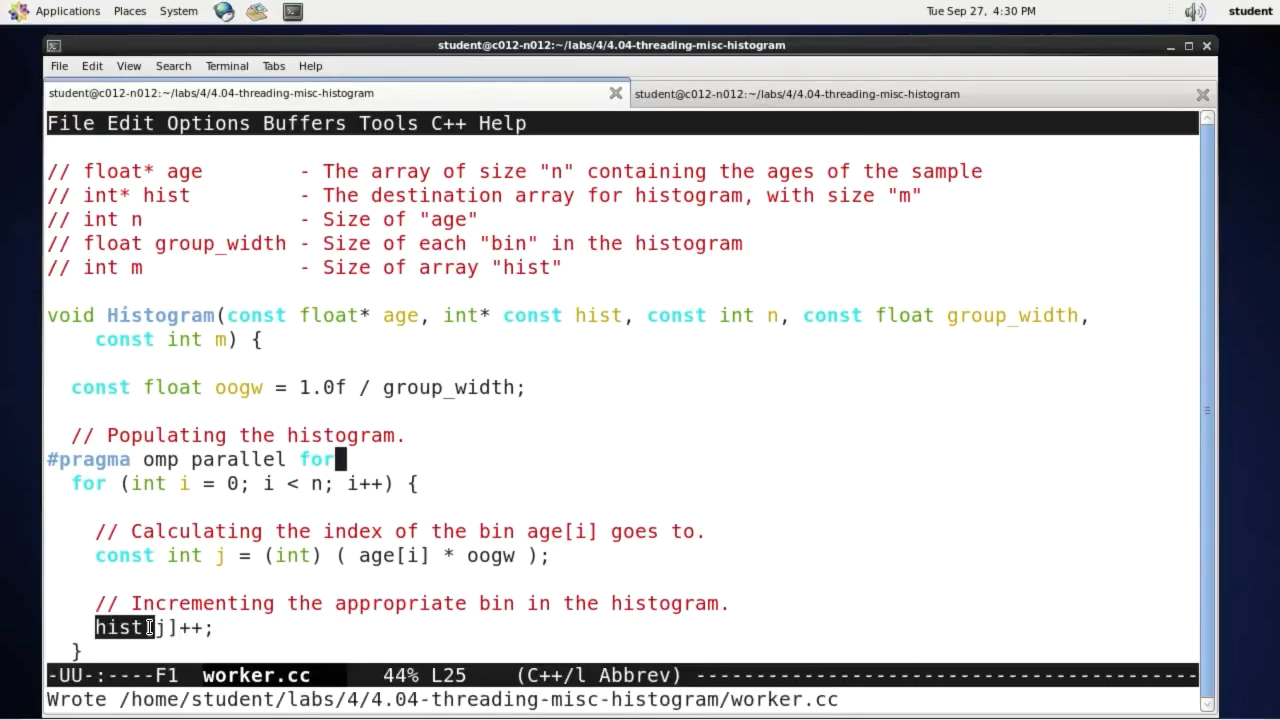 Applications Places System Tue Sep 27, 4:30 PM student
student@c012-n012:~/labs/4/4.04-threading-misc-histogram
File Edit View Search Terminal Tabs Help
student@c012-n012:~/labs/4/4.04-threading-misc-histogram student@c012-n012:~/labs/4/4.04-threading-misc-histogram
File Edit Options Buffers Tools C++ Help
// float* age - The array of size "n" containing the ages of the sample
// int* hist - The destination array for histogram, with size "m"
// int n - Size of "age"
// float group_width - Size of each "bin" in the histogram
// int m - Size of array "hist"
void Histogram(const float* age, int* const hist, const int n, const float group_width,
const int m) {
const float oogw = 1.0f / group_width;
// Populating the histogram.
#pragma omp parallel for
for (int i = 0; i < n; i++) {
// Calculating the index of the bin age[i] goes to.
const int j = (int) ( age[i] * oogw );
// Incrementing the appropriate bin in the histogram.
hist[j]++;
}
-UU-:----F1 worker.cc 44% L25 (C++/l Abbrev) ------------------------------------------
Wrote /home/student/labs/4/4.04-threading-misc-histogram/worker.cc